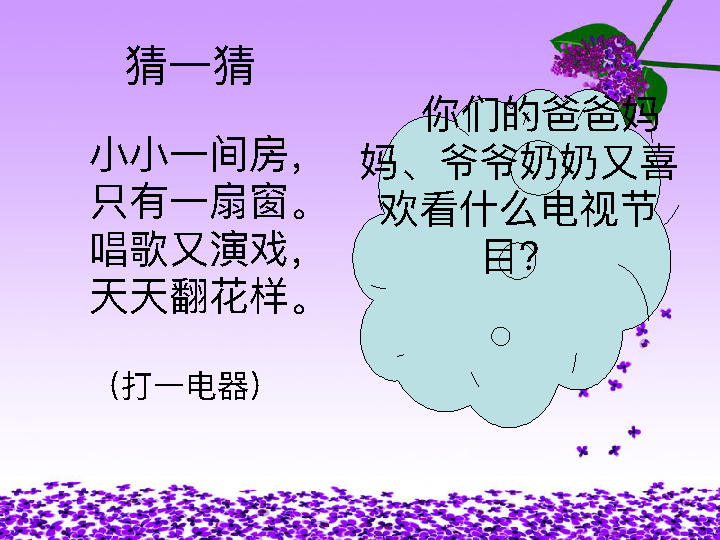 猜一猜
小小一间房，
只有一扇窗。
唱歌又演戏，
天天翻花样。
（打一电器）
你们的爸爸妈
妈、爷爷奶奶又喜
欢看什么电视节
目？